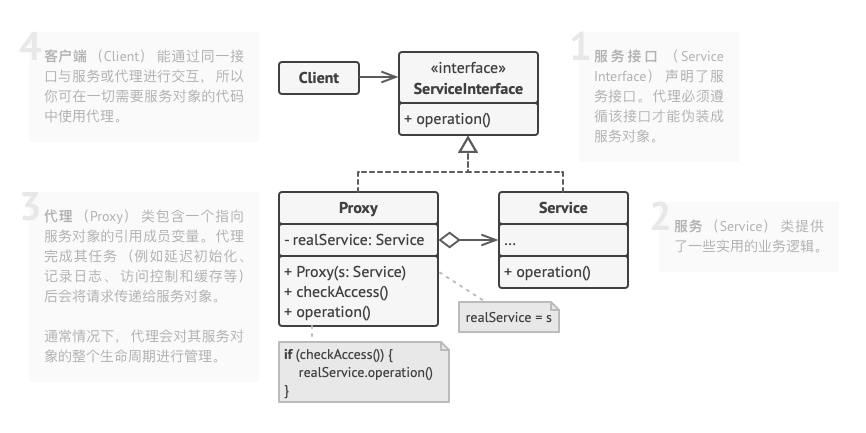 4
客户端 （Client） 能通过同一接
口与服务或代理进行交互， 所以
你可在一切需要服务对象的代码
中使用代理。
Client
«interface»
ServiceInterface
+ operation()
1
服务接口 （Service
Interface） 声明了服
务接口。代理必须遵
循该接口才能伪装成
服务对象。
3
代理 （Proxy） 类包含一个指向
服务对象的引用成员变量。代理
完成其任务 （例如延迟初始化、
记录日志、 访问控制和缓存等）
后会将请求传递给服务对象。
通常情况下， 代理会对其服务对
象的整个生命周期进行管理。
Proxy
- realService: Service
+ Proxy(s: Service)
+ checkAccess()
+ operation()
Service
...
+ operation()
2
服务 （Service） 类提供
了一些实用的业务逻辑。
realService = s
if (checkAccess()) {
realService.operation()
}